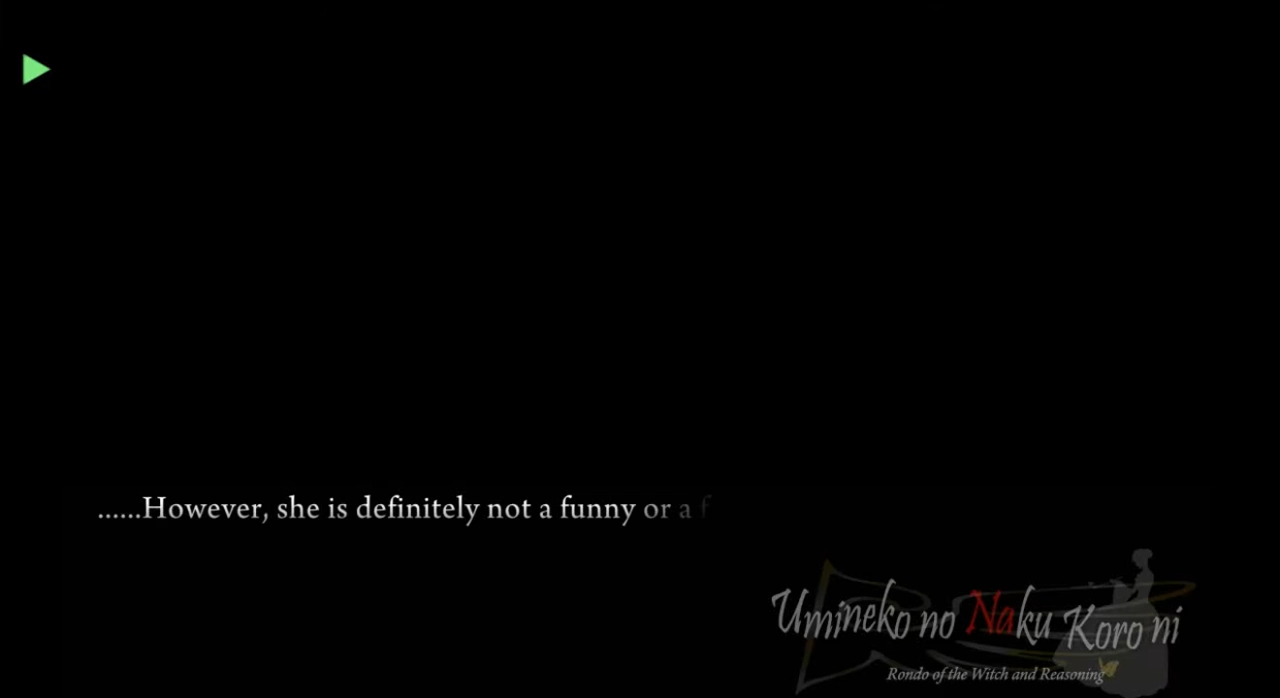 ......However, she is definitely not a funny or a f
Umineko no Naku Koro ni
Rondo of the Witch and Reasoning